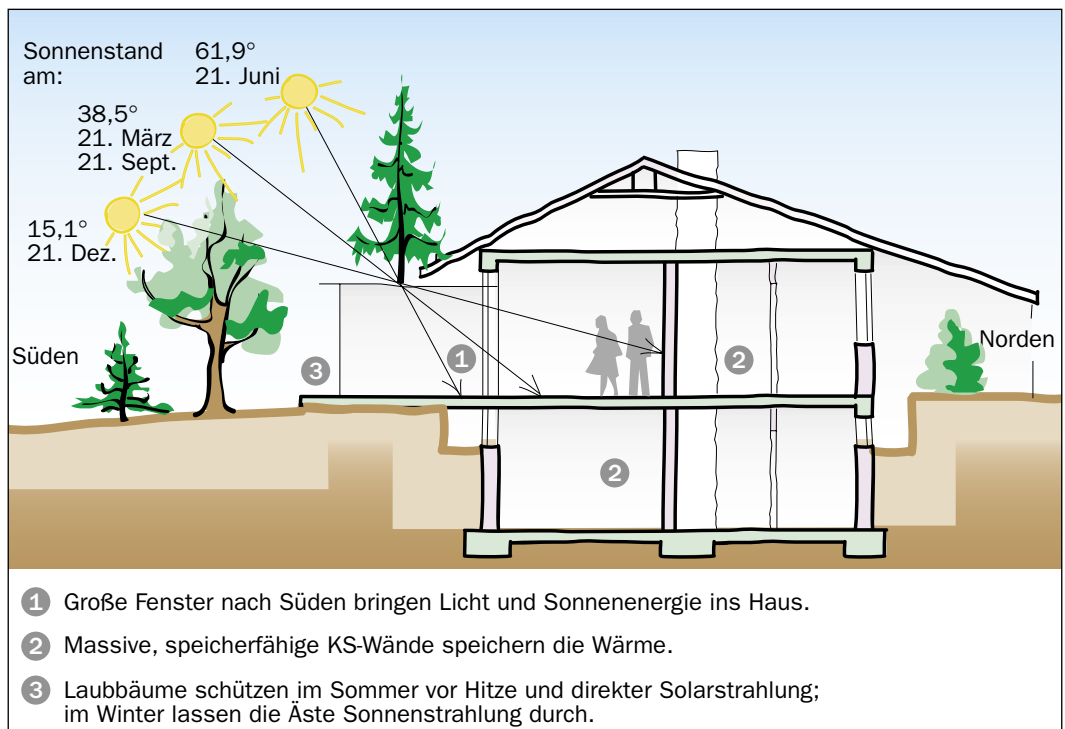 Sonnenstand
am:
61,9°
21. Juni
38,5°
21. März
21. Sept.
15,1°
21. Dez.
Süden
Norden
3
1
2
2
1 Große Fenster nach Süden bringen Licht und Sonnenenergie ins Haus.
2 Massive, speicherfähige KS-Wände speichern die Wärme.
3 Laubbäume schützen im Sommer vor Hitze und direkter Solarstrahlung;
im Winter lassen die Äste Sonnenstrahlung durch.